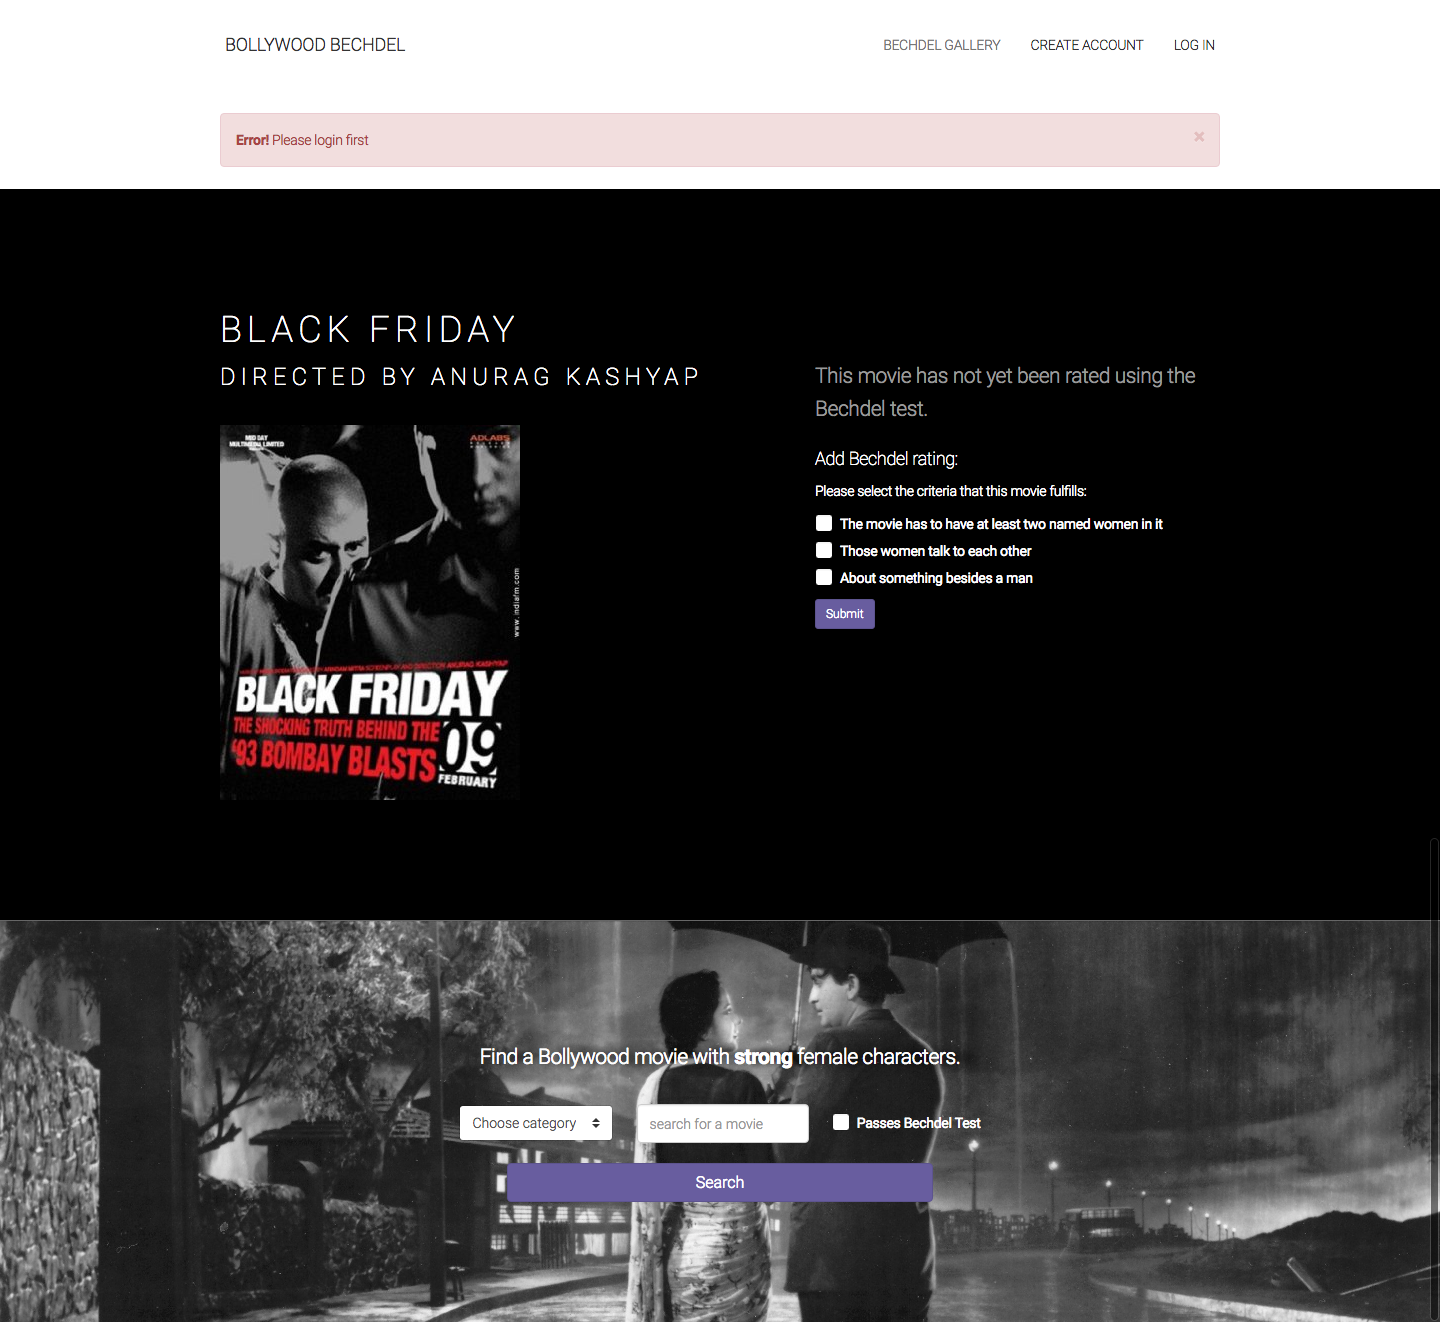 BOLLYWOOD BECHDEL
BECHDEL GALLERY
CREATE ACCOUNT
LOG IN
Error! Please login first
×
BLACK FRIDAY
DIRECTED BY ANURAG KASHYAP
MID DAY
MULTIMEDIA LIMITED
ADLABS
www.indiafm.com
SCREENPLAY AND DIRECTOR ANURAG KASHYAP
BLACK FRIDAY
THE SHOCKING TRUTH BEHIND THE
'93 BOMBAY BLASTS
09
FEBRUARY
This movie has not yet been rated using the
Bechdel test.
Add Bechdel rating:
Please select the criteria that this movie fulfills:
The movie has to have at least two named women in it
Those women talk to each other
About something besides a man
Submit
Find a Bollywood movie with strong female characters.
Choose category
search for a movie
Passes Bechdel Test
Search